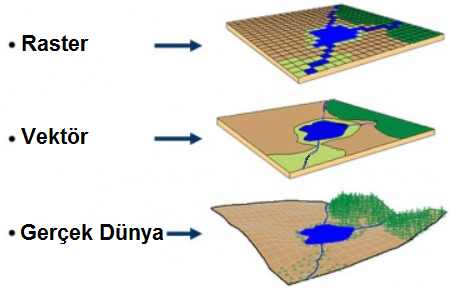 • Raster
• Vektör
• Gerçek Dünya